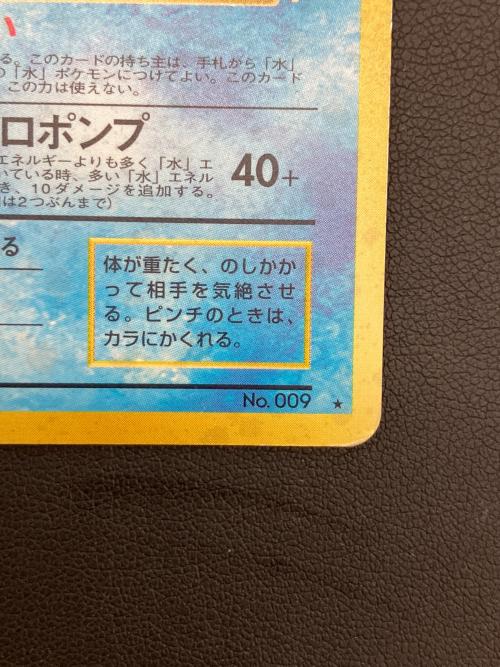 る。このカードの持ち主は、手札から「水」
「水」ポケモンにつけてよい。このカード
この力は使えない。
ロポンプ
エネルギーよりも多く「水」エ
いている時、多い「水」エネル
き、10ダメージを追加する。
は2つぶんまで)
40+
る
体が重たく、のしかか
って相手を気絶させ
る。ピンチのときは、
カラにかくれる。
No. 009 ★